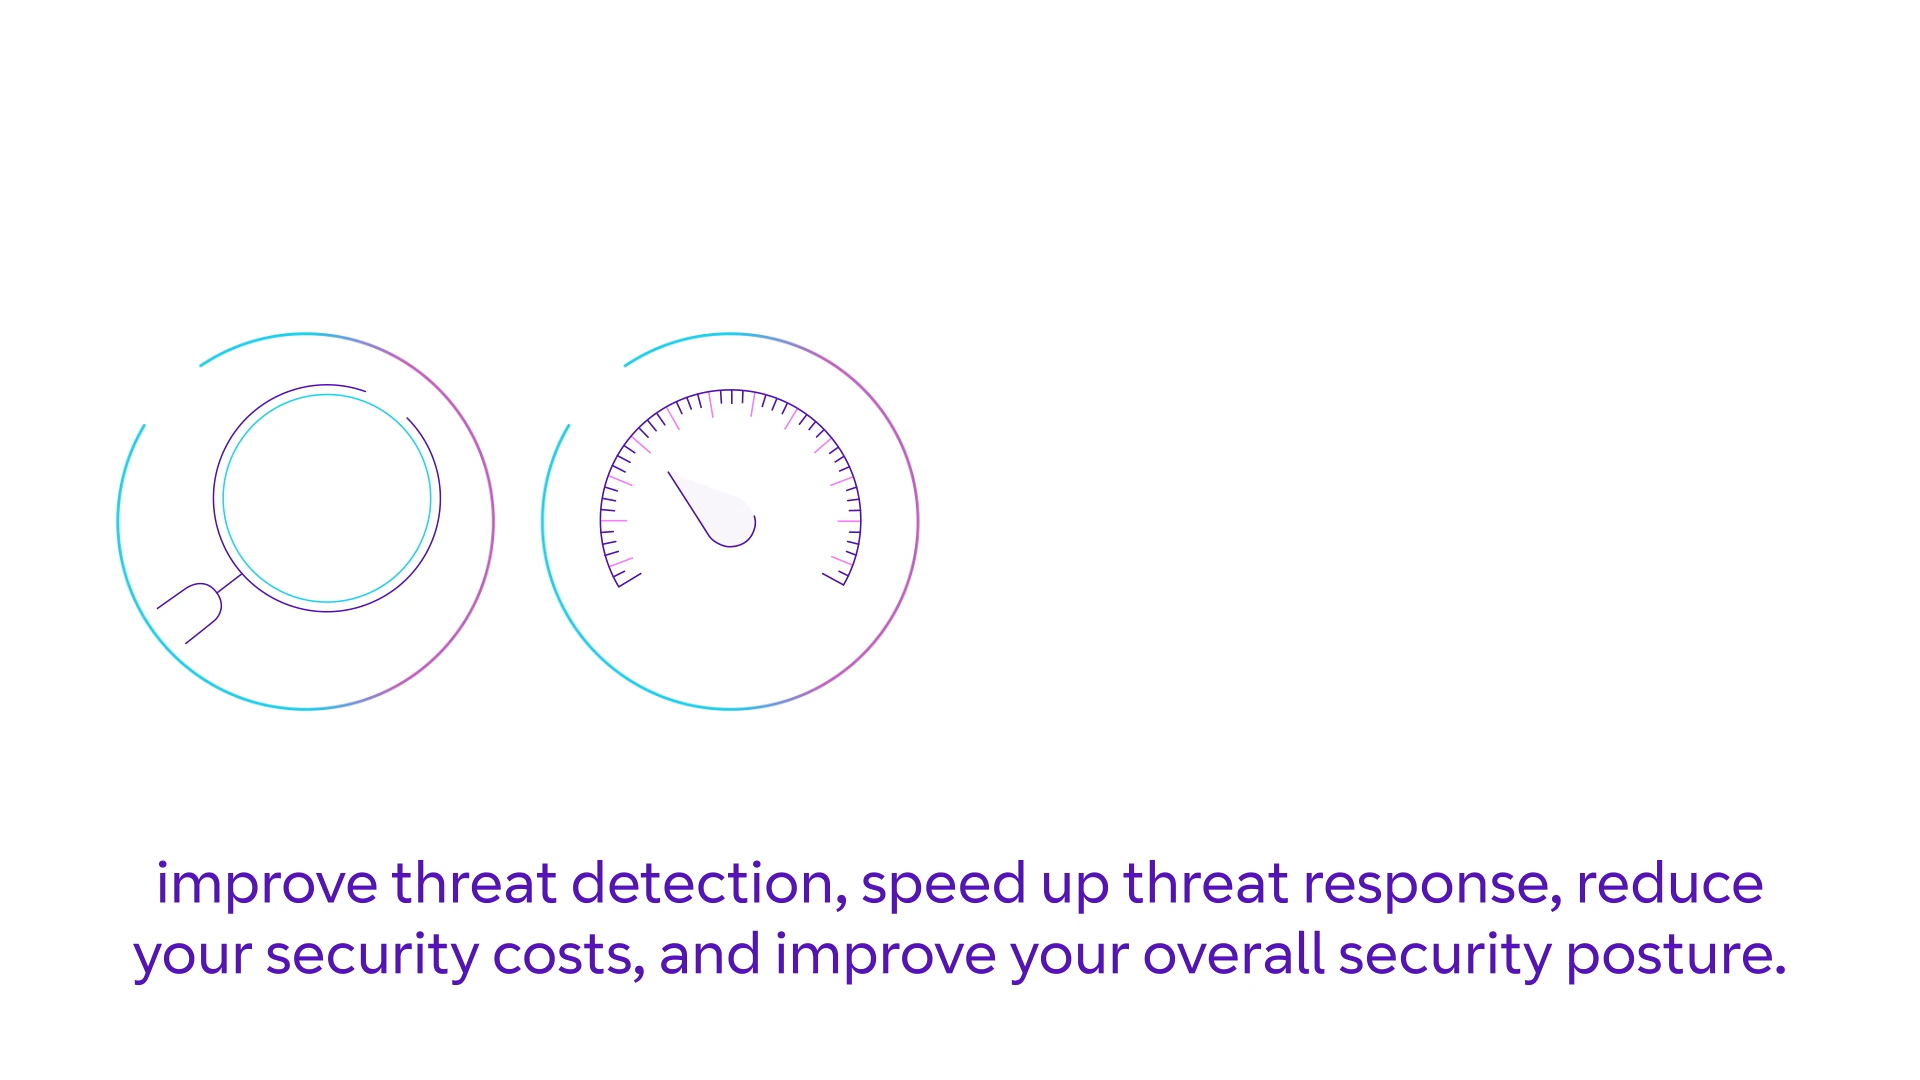 improve threat detection, speed up threat response, reduce
your security costs, and improve your overall security posture.